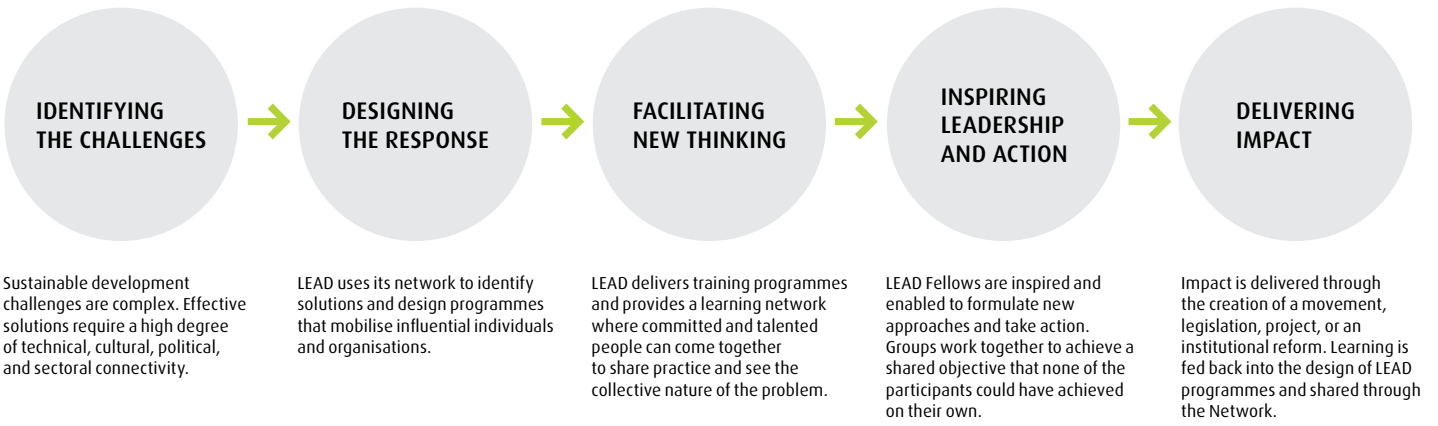 IDENTIFYING
THE CHALLENGES
DESIGNING
THE RESPONSE
FACILITATING
NEW THINKING
INSPIRING
LEADERSHIP
AND ACTION
DELIVERING
IMPACT
Sustainable development
challenges are complex. Effective
solutions require a high degree
of technical, cultural, political,
and sectoral connectivity.
LEAD uses its network to identify
solutions and design programmes
that mobilise influential individuals
and organisations.
LEAD delivers training programmes
and provides a learning network
where committed and talented
people can come together
to share practice and see the
collective nature of the problem.
LEAD Fellows are inspired and
enabled to formulate new
approaches and take action.
Groups work together to achieve a
shared objective that none of the
participants could have achieved
on their own.
Impact is delivered through
the creation of a movement,
legislation, project, or an
institutional reform. Learning is
fed back into the design of LEAD
programmes and shared through
the Network.